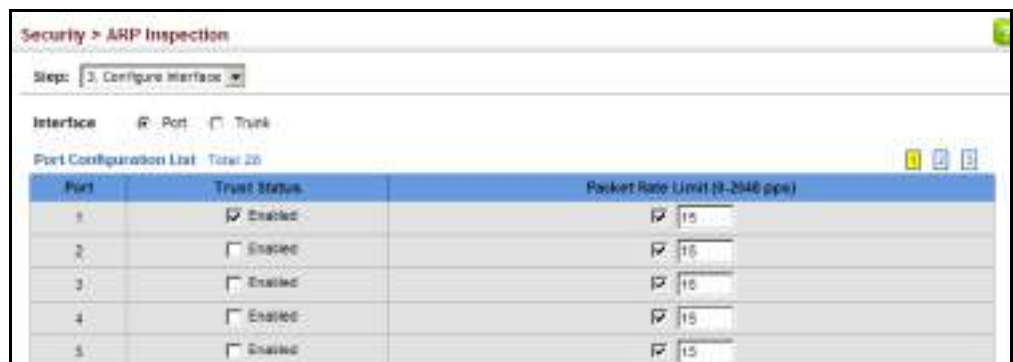 Security > ARP Inspection
Step: 3. Configure Interface
Interface Port Trunk
Port Configuration List Total: 28
1 2 3
Port Trust Status Packet Rate Limit (0-2048 pps)
1 Enabled 15
2 Enabled 15
3 Enabled 15
4 Enabled 15
5 Enabled 15